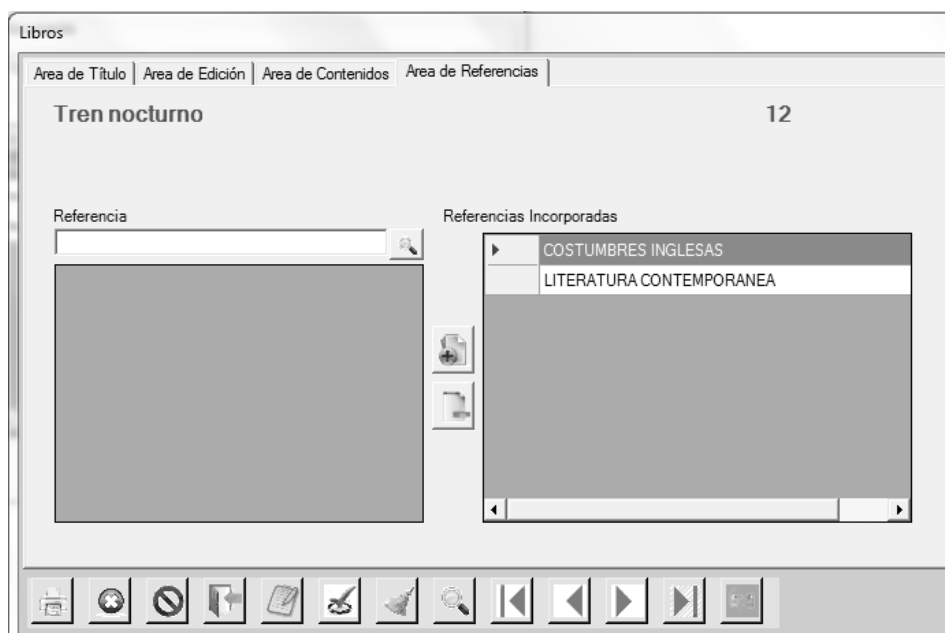 Libros
Area de Título Area de Edición Area de Contenidos Area de Referencias
Tren nocturno 12
Referencia Referencias Incorporadas
COSTUMBRES INGLESAS
LITERATURA CONTEMPORANEA